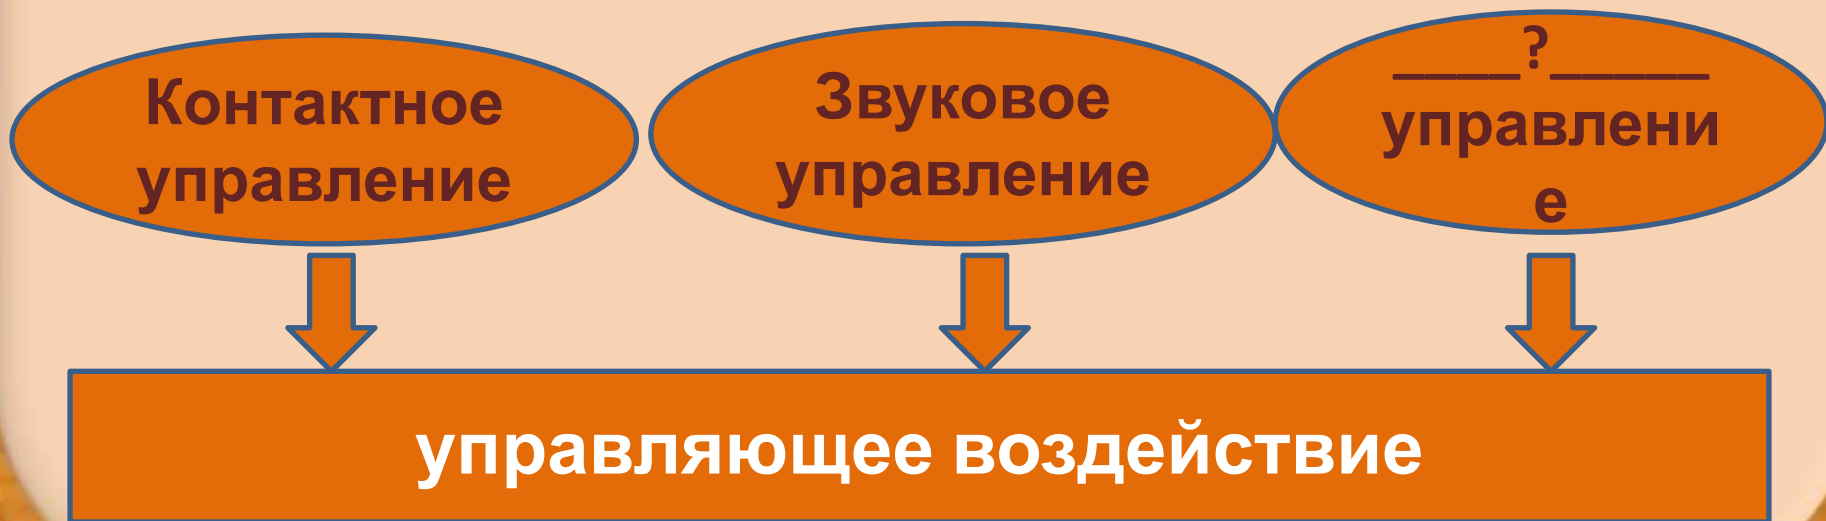 Контактное
управление
Звуковое
управление
____?_____
управлени
е
управляющее воздействие